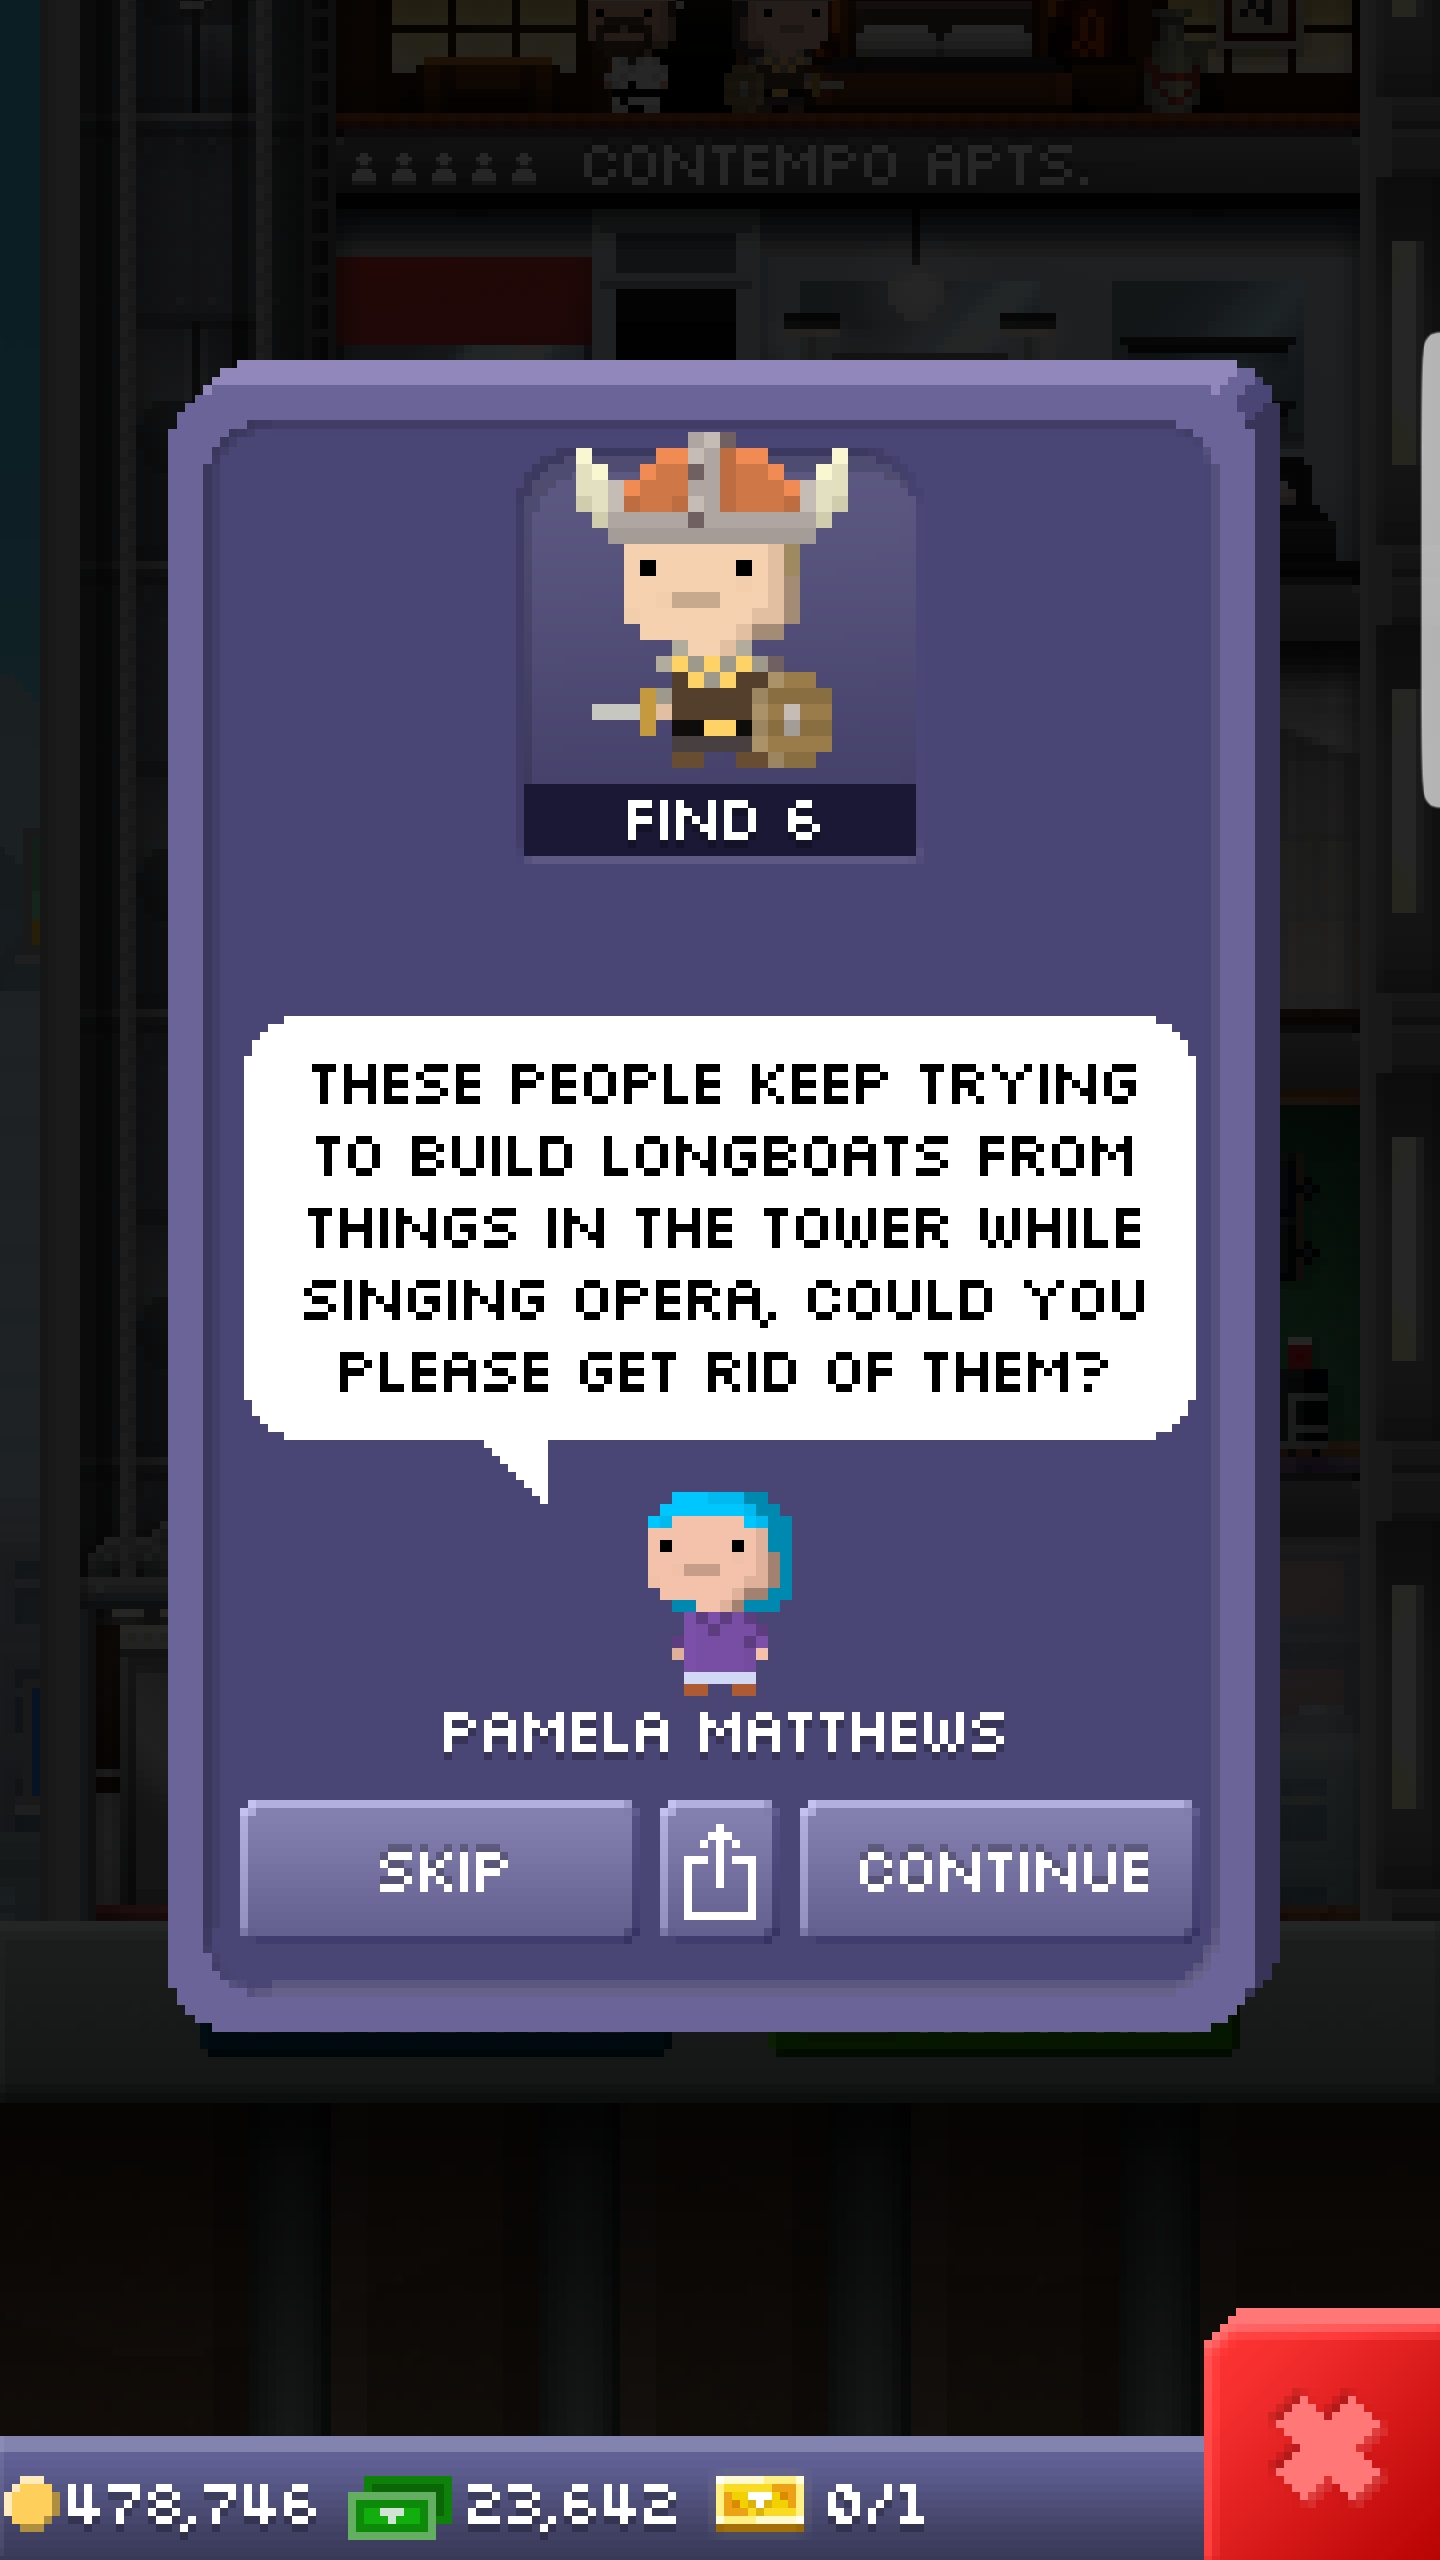 CONTEMPO APTS.
FIND 6
THESE PEOPLE KEEP TRYING
TO BUILD LONGBOATS FROM
THINGS IN THE TOWER WHILE
SINGING OPERA, COULD YOU
PLEASE GET RID OF THEM?
PAMELA MATTHEWS
SKIP
CONTINUE
478,746 23,642 0/1